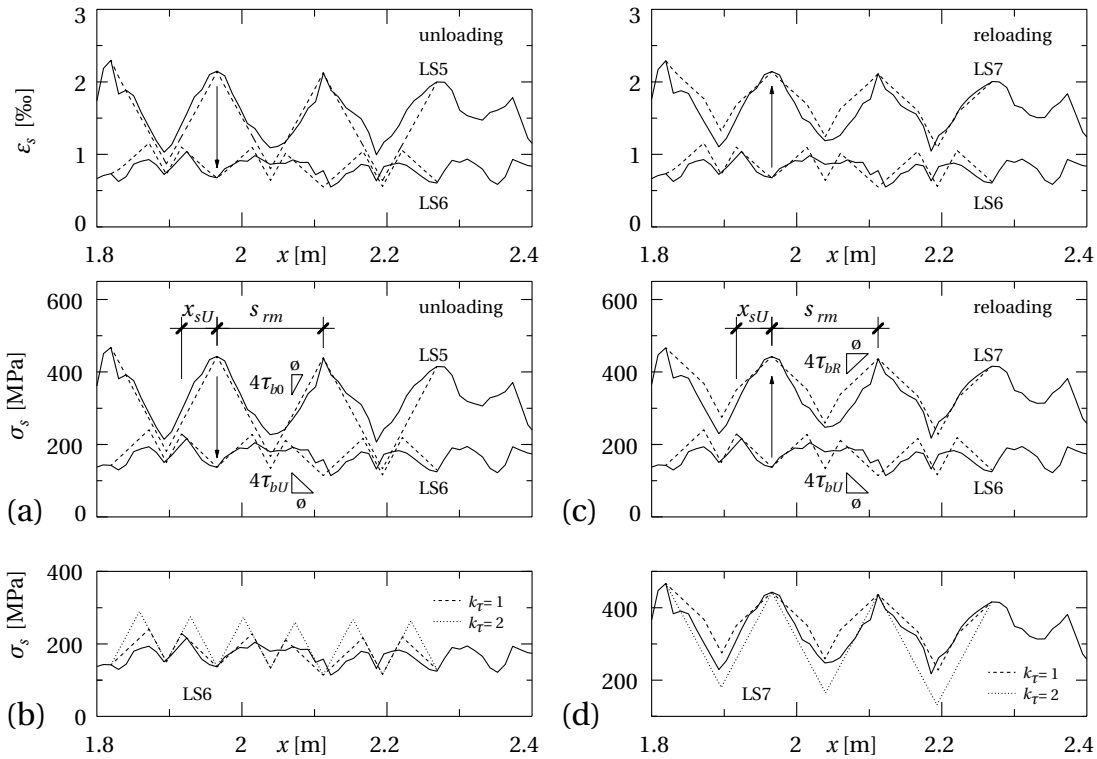 3
2
1
0
ε_s [‰]
unloading
LS5
LS6
1.8
2
x [m]
2.2
2.4
3
2
1
0
reloading
LS7
LS6
1.8
2
x [m]
2.2
2.4
600
400
200
0
σ_s [MPa]
x_sU
s_rm
unloading
LS5
4τ_b0
ø
4τ_bU
ø
LS6
(a)
600
400
200
0
x_sU
s_rm
reloading
LS7
4τ_bR
ø
4τ_bU
ø
LS6
(c)
400
200
0
σ_s [MPa]
k_τ= 1
k_τ= 2
LS6
(b)
1.8
2
x [m]
2.2
2.4
400
200
k_τ= 1
k_τ= 2
LS7
(d)
1.8
2
x [m]
2.2
2.4